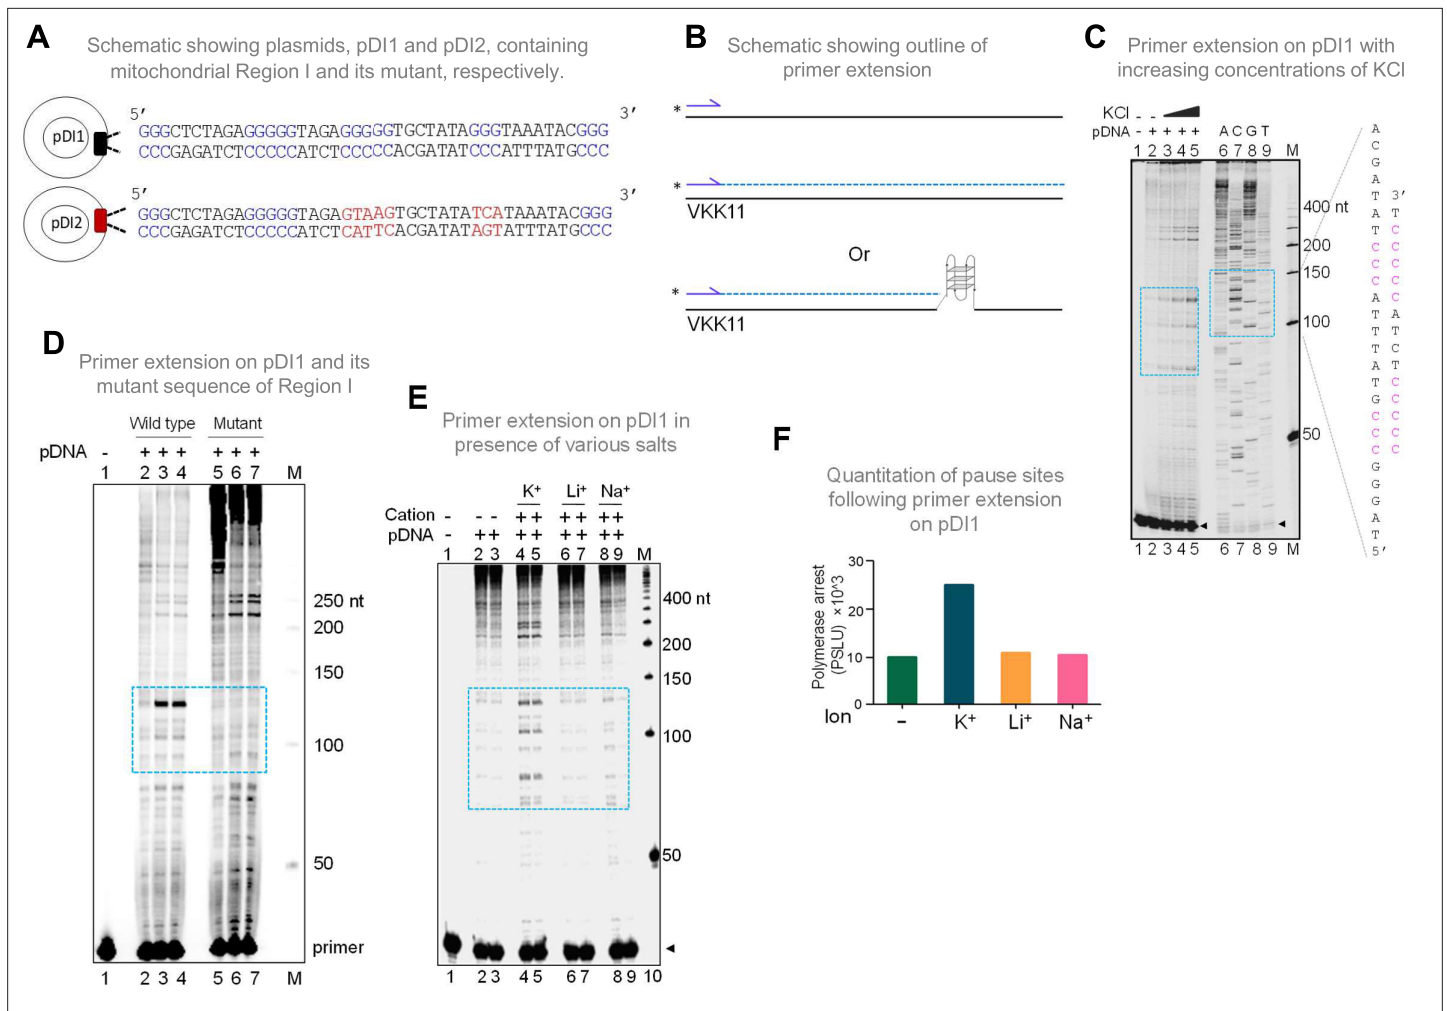 A
Schematic showing plasmids, pDI1 and pDI2, containing
mitochondrial Region I and its mutant, respectively.
5′ 3′
pDI1
GGGCTCTAGAGGGGGTAGAGGGGGTGCTATAGGGTAAATACGGG
CCCGAGATCTCCCCCATCTCCCCCACGATATCCCATTTATGCCC
5′ 3′
pDI2
GGGCTCTAGAGGGGGTAGAGTAAGTGCTATATCATAAATACGGG
CCCGAGATCTCCCCCATCTCATTCACGATATAGTATTTATGCCC
B
Schematic showing outline of
primer extension
*
*
VKK11
Or
*
VKK11
C
Primer extension on pDI1 with
increasing concentrations of KCl
KCl - -
pDNA - + + + + A C G T
1 2 3 4 5 6 7 8 9 M
400 nt
200
150
100
50
1 2 3 4 5 6 7 8 9 M
A
C
G
A
T
A
T
C
C
C
A
T
T
T
A
T
G
C
C
C
G
G
G
A
T
5′
3′
T
C
C
C
C
C
A
T
C
T
C
C
C
C
C
D
Primer extension on pDI1 and its
mutant sequence of Region I
Wild type Mutant
pDNA - + + + + + +
1 2 3 4 5 6 7 M
250 nt
200
150
100
50
primer
1 2 3 4 5 6 7 M
E
Primer extension on pDI1 in
presence of various salts
K+ Li+ Na+
Cation - - - + + + + + +
pDNA - + + + + + + + +
1 2 3 4 5 6 7 8 9 M
400 nt
200
150
100
50
1 2 3 4 5 6 7 8 9 10
F
Quantitation of pause sites
following primer extension
on pDI1
Polymerase arrest
(PSLU) ×10^3
30
20
10
0
Ion – K+ Li+ Na+